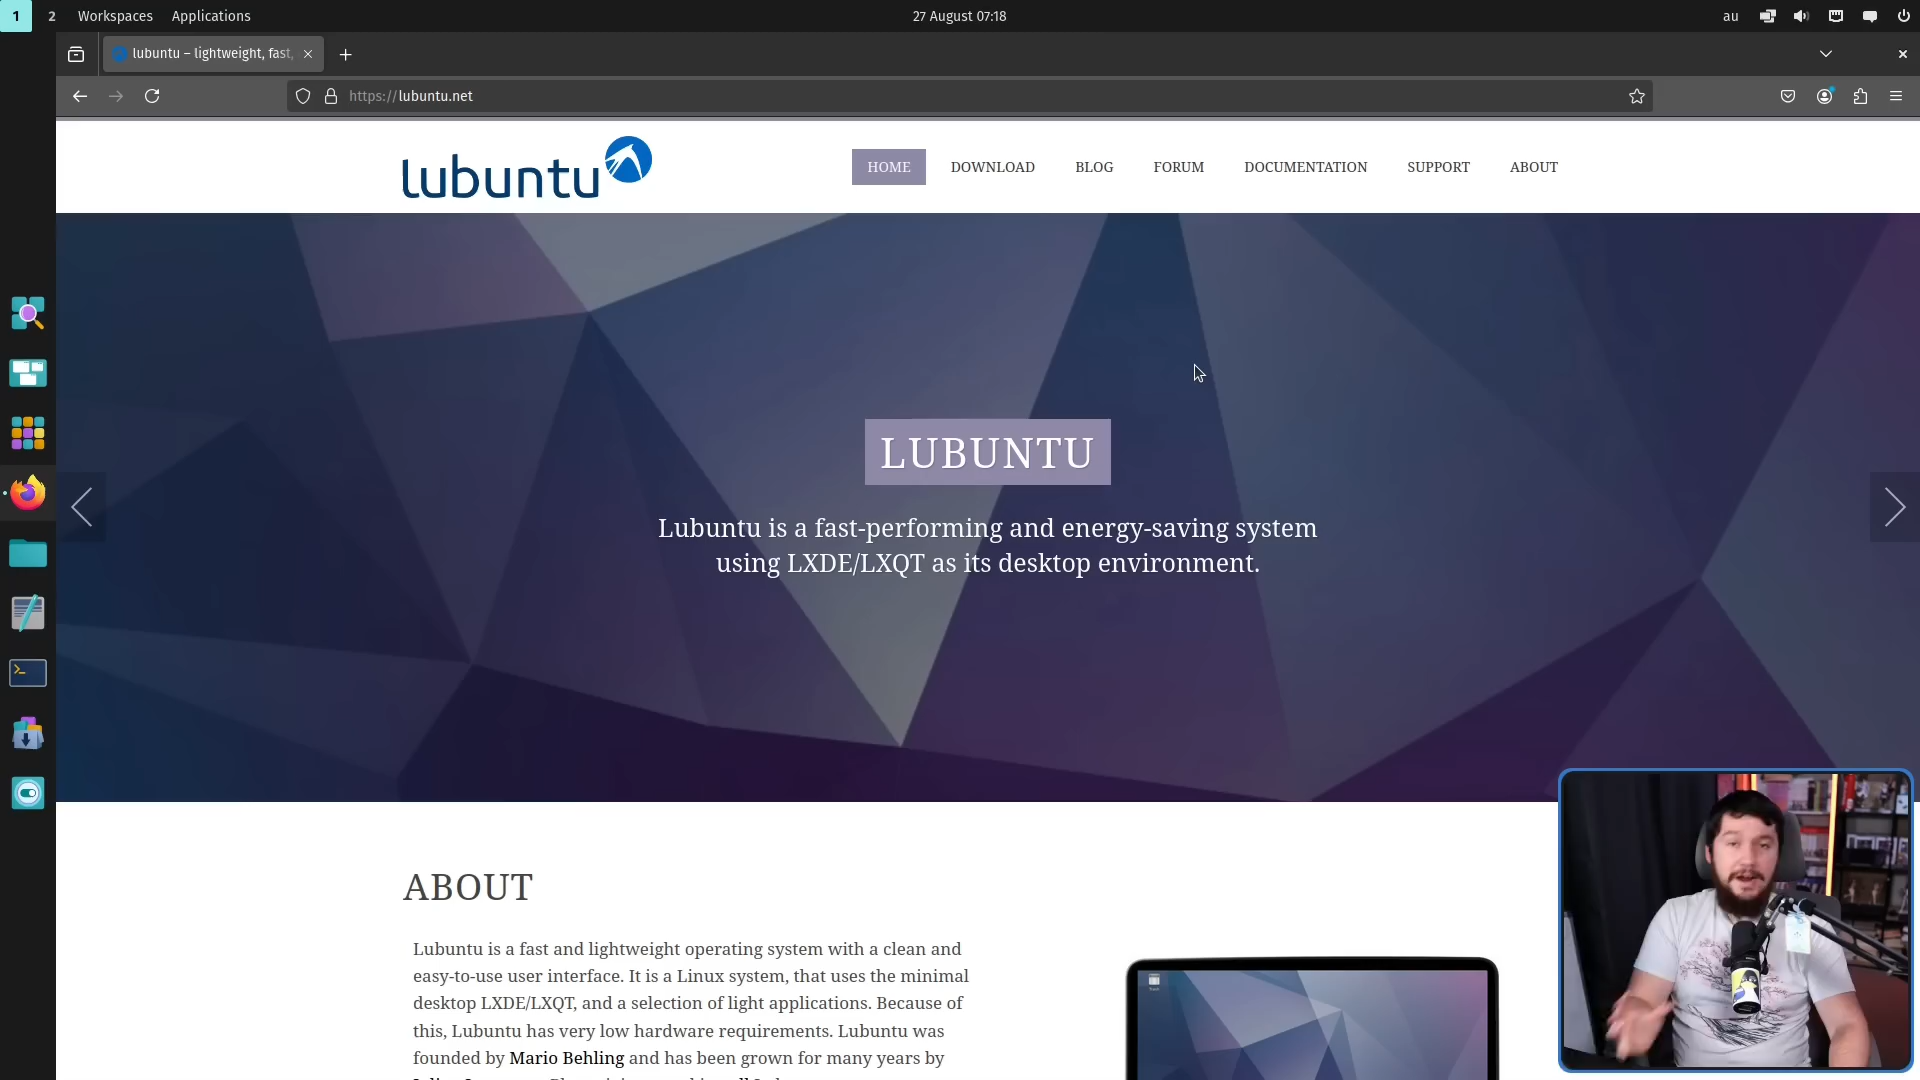 1 2 Workspaces Applications 27 August 07:18 au
lubuntu – lightweight, fast,
https://lubuntu.net
lubuntu HOME DOWNLOAD BLOG FORUM DOCUMENTATION SUPPORT ABOUT
LUBUNTU
Lubuntu is a fast-performing and energy-saving system
using LXDE/LXQT as its desktop environment.
ABOUT
Lubuntu is a fast and lightweight operating system with a clean and
easy-to-use user interface. It is a Linux system, that uses the minimal
desktop LXDE/LXQT, and a selection of light applications. Because of
this, Lubuntu has very low hardware requirements. Lubuntu was
founded by Mario Behling and has been grown for many years by